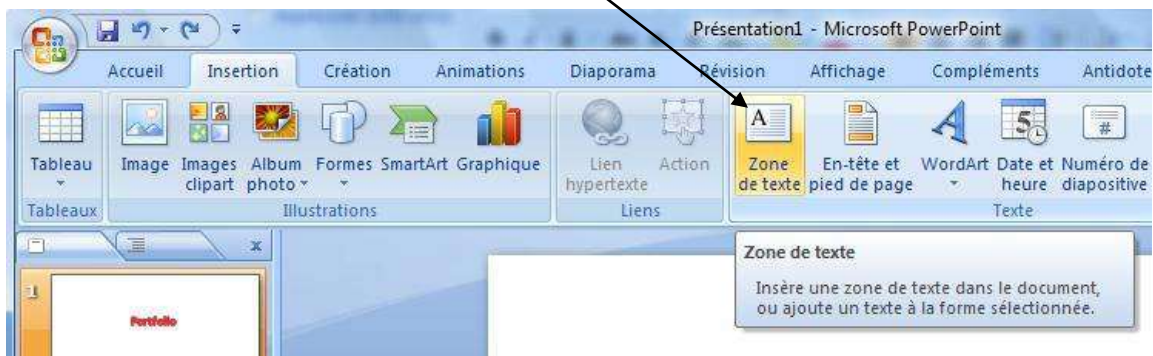 Présentation1 - Microsoft PowerPoint
Accueil Insertion Création Animations Diaporama Révision Affichage Compléments Antidote
Tableau Image Images clipart Album photo Formes SmartArt Graphique Lien hypertexte Action Zone de texte En-tête et pied de page WordArt Date et heure Numéro de diapositive
Tableaux Illustrations Liens Texte
Zone de texte
1
Insère une zone de texte dans le document,
Portfolio
ou ajoute un texte à la forme sélectionnée.